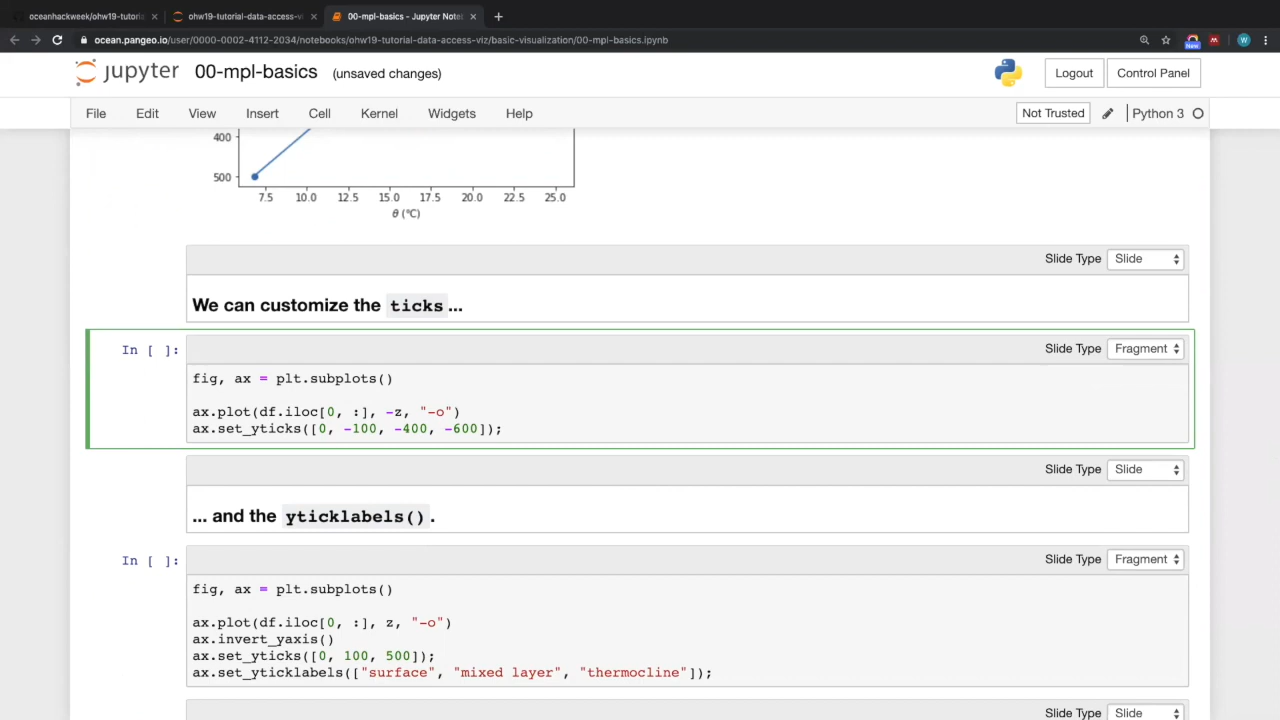 oceanhackweek/ohw19-tutoria
ohw19-tutorial-data-access-vi
00-mpl-basics - Jupyter Note
ocean.pangeo.io/user/0000-0002-4112-2034/notebooks/ohw19-tutorial-data-access-viz/basic-visualization/00-mpl-basics.ipynb
New
W
jupyter 00-mpl-basics (unsaved changes)
Logout
Control Panel
File Edit View Insert Cell Kernel Widgets Help
Not Trusted
Python 3
400
500
7.5 10.0 12.5 15.0 17.5 20.0 22.5 25.0
θ (°C)
Slide Type Slide
We can customize the ticks ...
In [ ]:
Slide Type Fragment
fig, ax = plt.subplots()
ax.plot(df.iloc[0, :], -z, "-o")
ax.set_yticks([0, -100, -400, -600]);
Slide Type Slide
... and the yticklabels().
In [ ]:
Slide Type Fragment
fig, ax = plt.subplots()
ax.plot(df.iloc[0, :], z, "-o")
ax.invert_yaxis()
ax.set_yticks([0, 100, 500]);
ax.set_yticklabels(["surface", "mixed layer", "thermocline"]);
Slide Type Slide